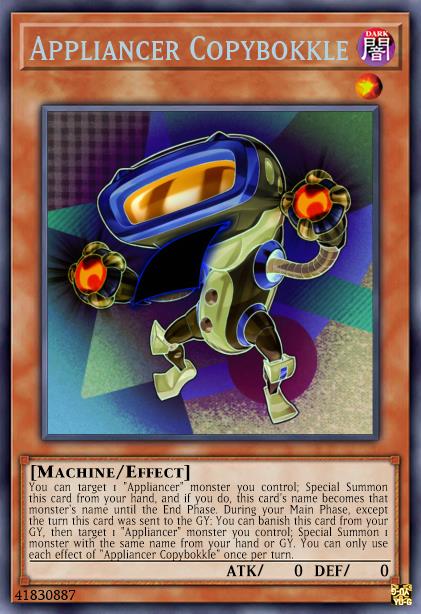 APPLIANCER COPYBOKKLE
DARK
闇
[MACHINE/EFFECT]
You can target 1 "Appliancer" monster you control; Special Summon
this card from your hand, and if you do, this card's name becomes that
monster's name until the End Phase. During your Main Phase, except
the turn this card was sent to the GY: You can banish this card from your
GY, then target 1 "Appliancer" monster you control; Special Summon 1
monster with the same name from your hand or GY. You can only use
each effect of "Appliancer Copybokkle" once per turn.
ATK/ 0 DEF/ 0
41830887